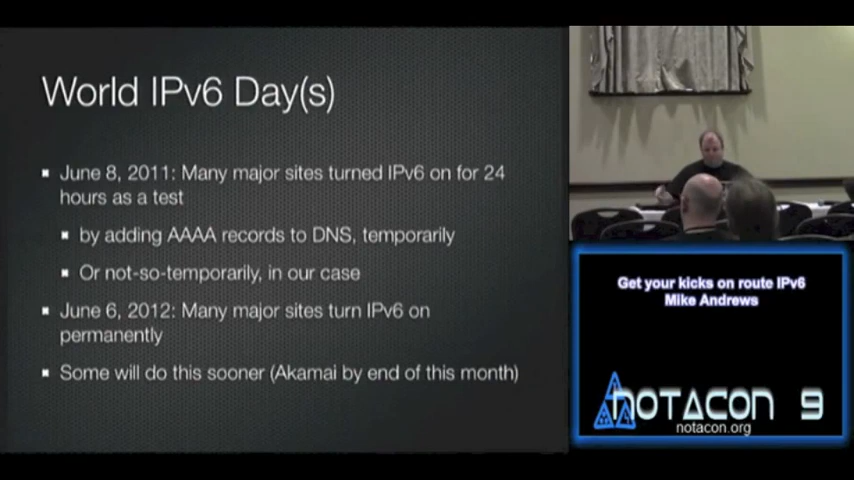 World IPv6 Day(s)
June 8, 2011: Many major sites turned IPv6 on for 24
hours as a test
by adding AAAA records to DNS, temporarily
Or not-so-temporarily, in our case
June 6, 2012: Many major sites turn IPv6 on
permanently
Some will do this sooner (Akamai by end of this month)
Get your kicks on route IPv6
Mike Andrews
NOTACON 9
notacon.org